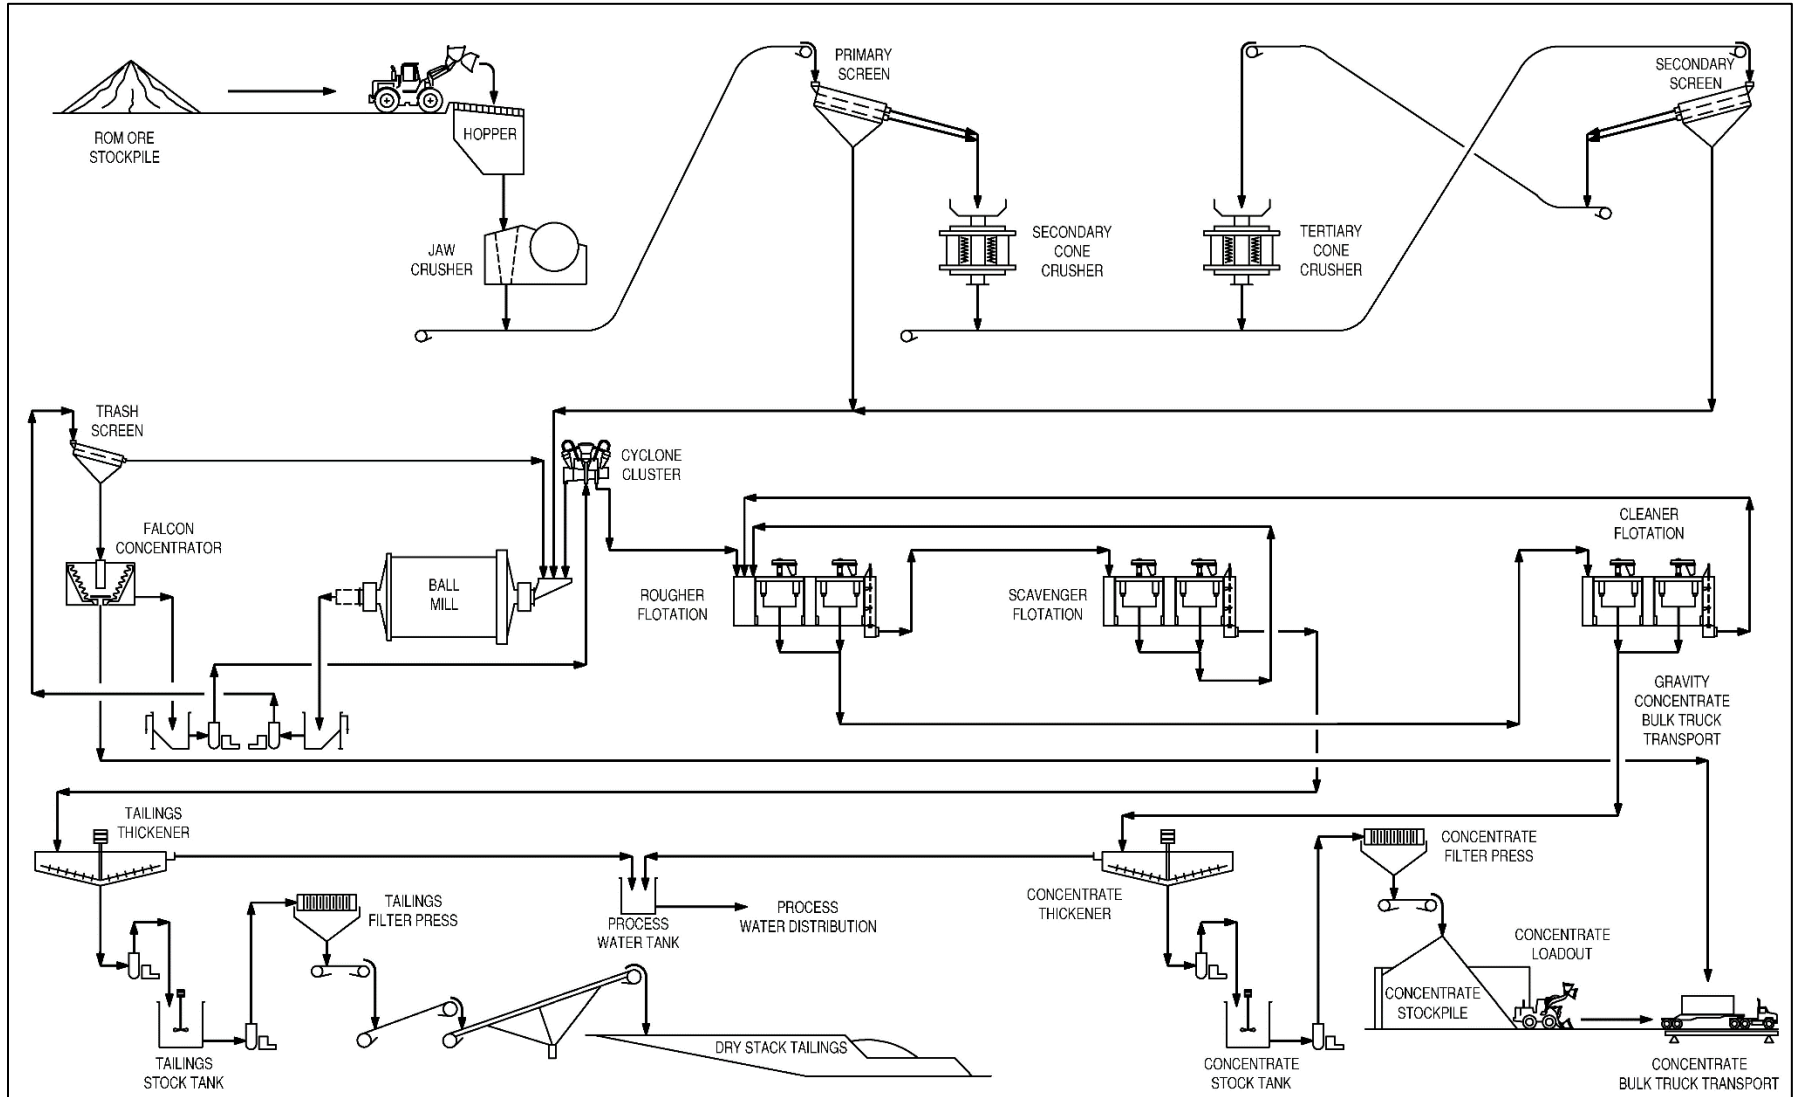 ROM ORE
STOCKPILE
HOPPER
JAW
CRUSHER
PRIMARY
SCREEN
SECONDARY
CONE
CRUSHER
TERTIARY
CONE
CRUSHER
SECONDARY
SCREEN
TRASH
SCREEN
CYCLONE
CLUSTER
FALCON
CONCENTRATOR
BALL
MILL
ROUGHER
FLOTATION
SCAVENGER
FLOTATION
CLEANER
FLOTATION
GRAVITY
CONCENTRATE
BULK TRUCK
TRANSPORT
TAILINGS
THICKENER
TAILINGS
FILTER PRESS
PROCESS
WATER TANK
PROCESS
WATER DISTRIBUTION
CONCENTRATE
THICKENER
CONCENTRATE
FILTER PRESS
CONCENTRATE
LOADOUT
CONCENTRATE
STOCKPILE
TAILINGS
STOCK TANK
DRY STACK TAILINGS
CONCENTRATE
STOCK TANK
CONCENTRATE
BULK TRUCK TRANSPORT